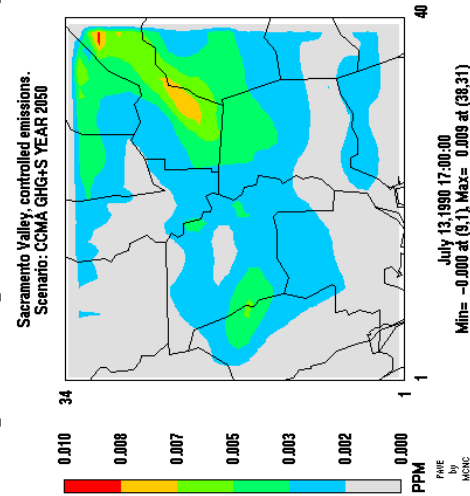 Sacramento Valley, controlled emissions.
Scenario: CCMA GHG+S YEAR 2050
34
1
1
40
0.010
0.008
0.007
0.005
0.003
0.002
0.000
PPM
PAVE
by
MCNC
July 13,1990 17:00:00
Min= -0.000 at (9,1), Max= 0.009 at (38,31)